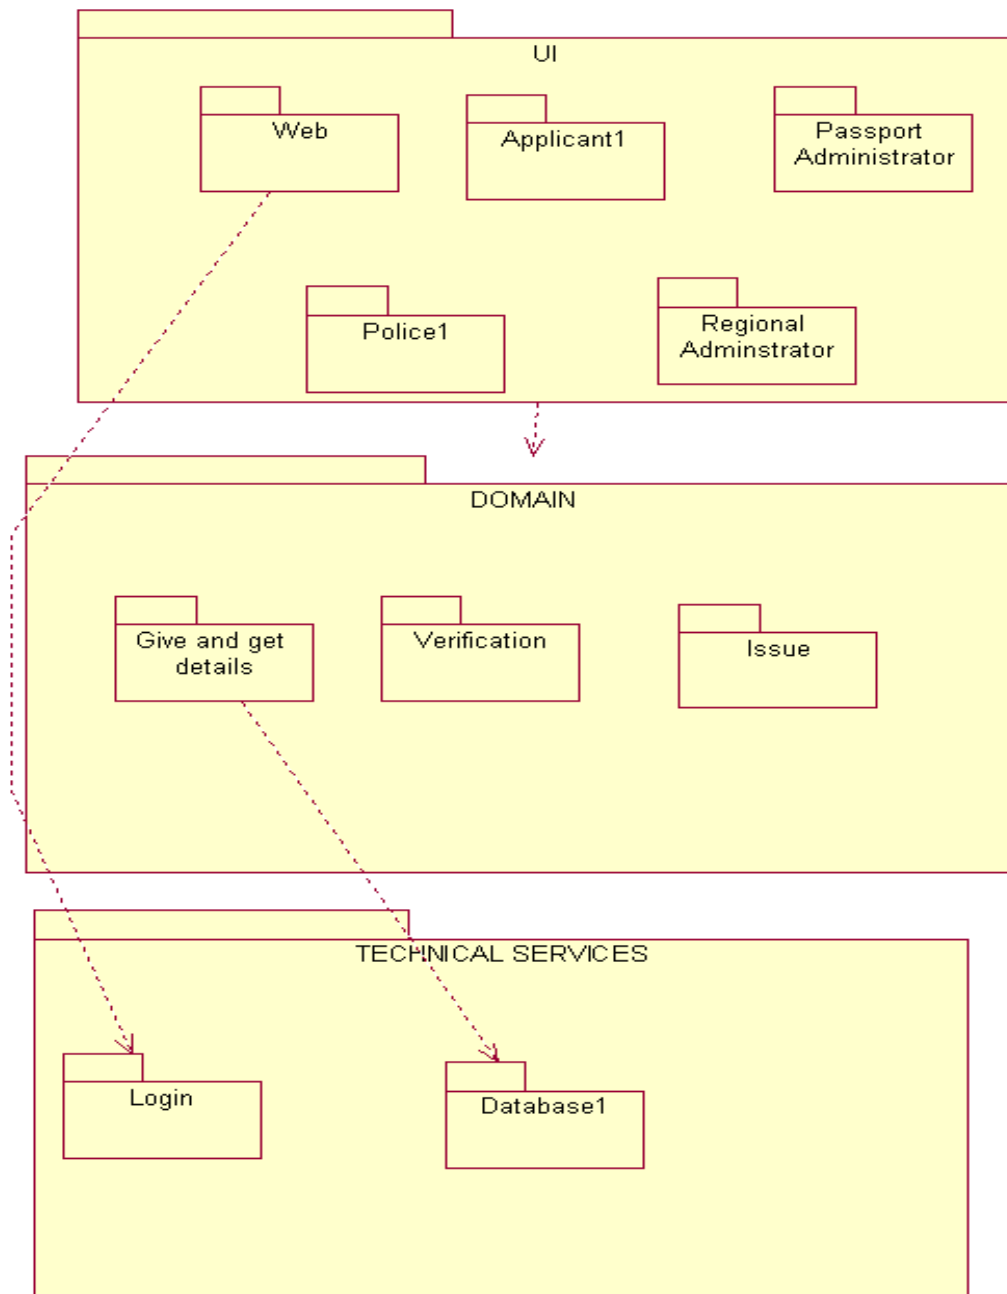 UI
Web
Applicant1
Passport
Administrator
Police1
Regional
Adminstrator
DOMAIN
Give and get
details
Verification
Issue
TECHNICAL SERVICES
Login
Database1